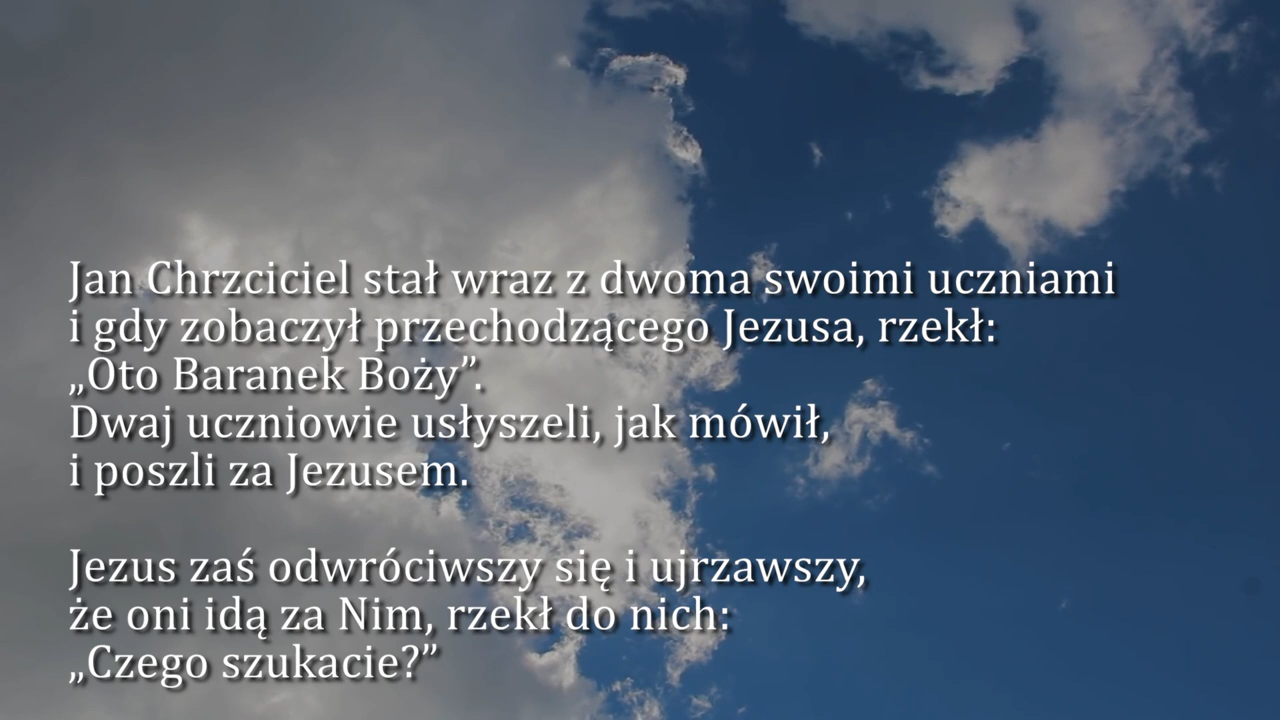 Jan Chrzciciel stał wraz z dwoma swoimi uczniami
i gdy zobaczył przechodzącego Jezusa, rzekł:
„Oto Baranek Boży”.
Dwaj uczniowie usłyszeli, jak mówił,
i poszli za Jezusem.
Jezus zaś odwróciwszy się i ujrzawszy,
że oni idą za Nim, rzekł do nich:
„Czego szukacie?”